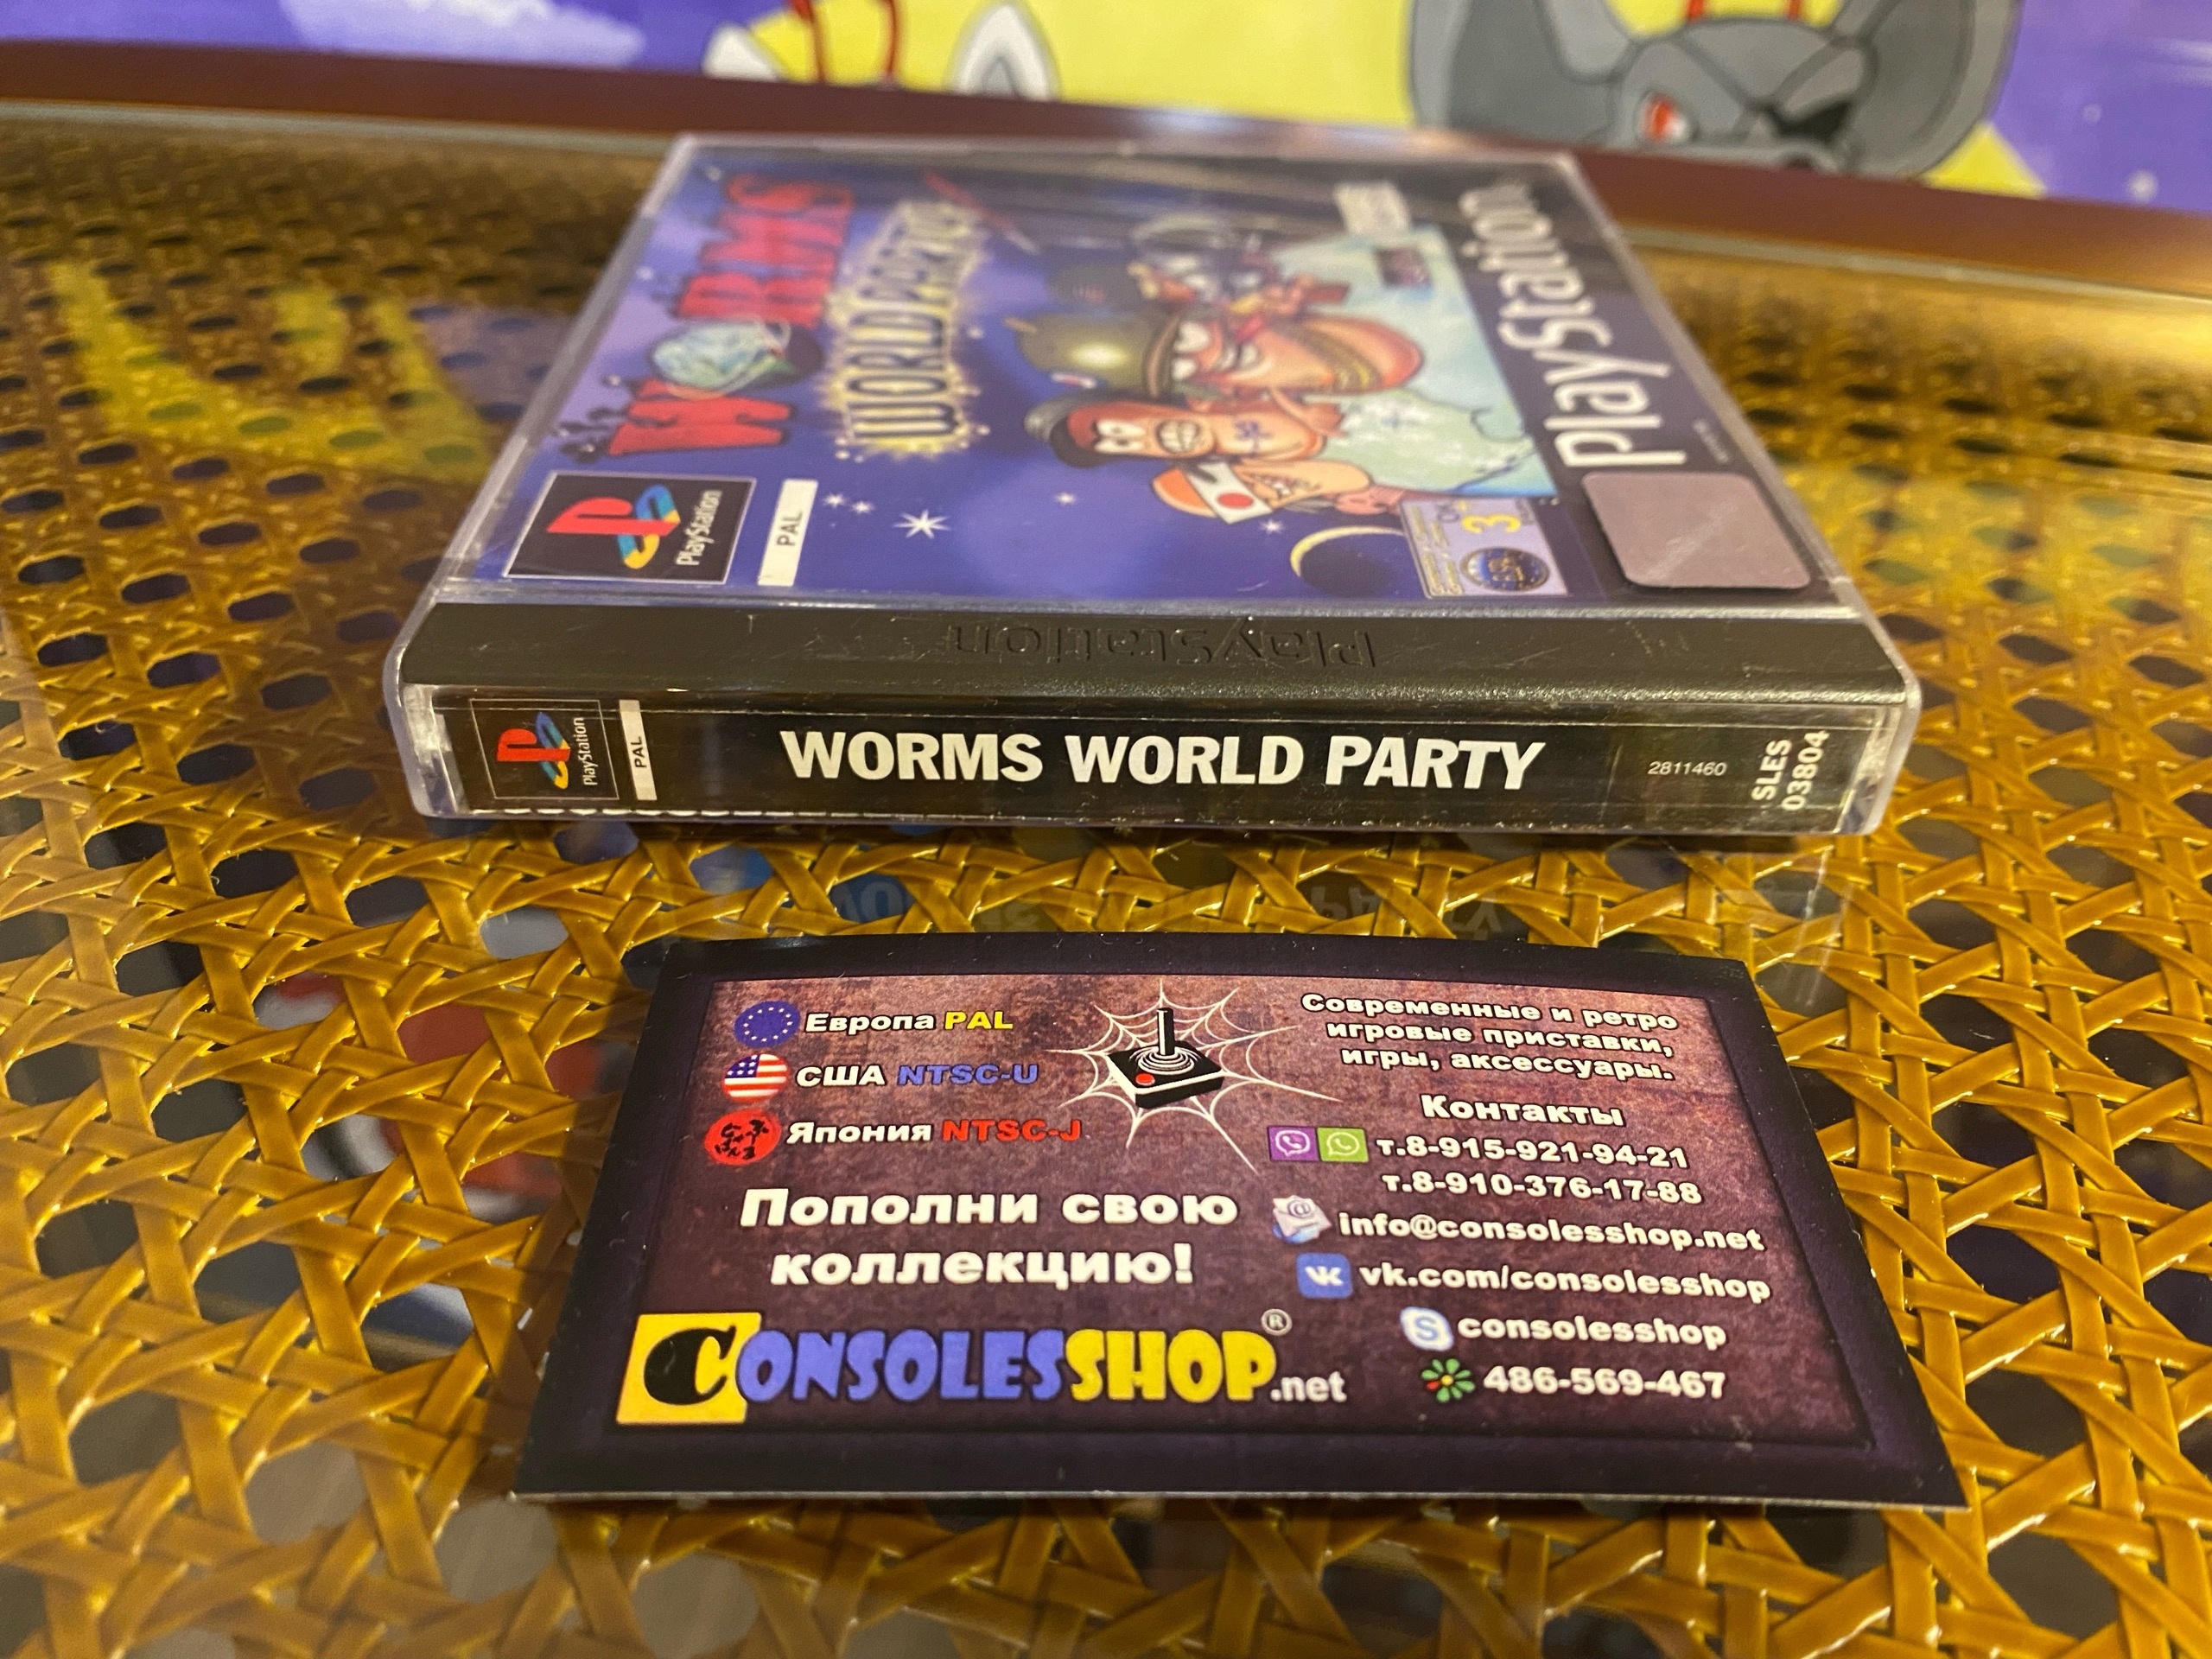 WORMS
WORLD PARTY
PlayStation
PlayStation
PAL
3+
PlayStation
PlayStation
PAL
WORMS WORLD PARTY
2811460
SLES
03804
Европа PAL
США NTSC-U
Япония NTSC-J
Пополни свою
коллекцию!
CONSOLESSHOP.net
®
Современные и ретро
игровые приставки,
игры, аксессуары.
Контакты
т.8-915-921-94-21
т.8-910-376-17-88
info@consolesshop.net
vk.com/consolesshop
consolesshop
486-569-467